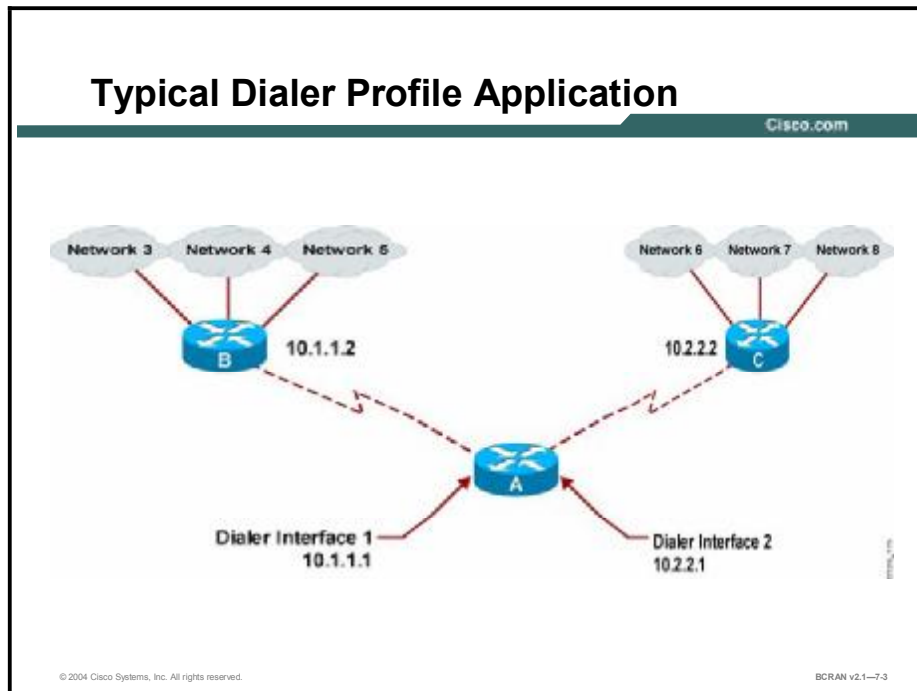 Typical Dialer Profile Application
Cisco.com
Network 3
Network 4
Network 5
Network 6
Network 7
Network 8
B
10.1.1.2
10.2.2.2
C
A
Dialer Interface 1
10.1.1.1
Dialer Interface 2
10.2.2.1
© 2004 Cisco Systems, Inc. All rights reserved.
BCRAN v2.1—7-3